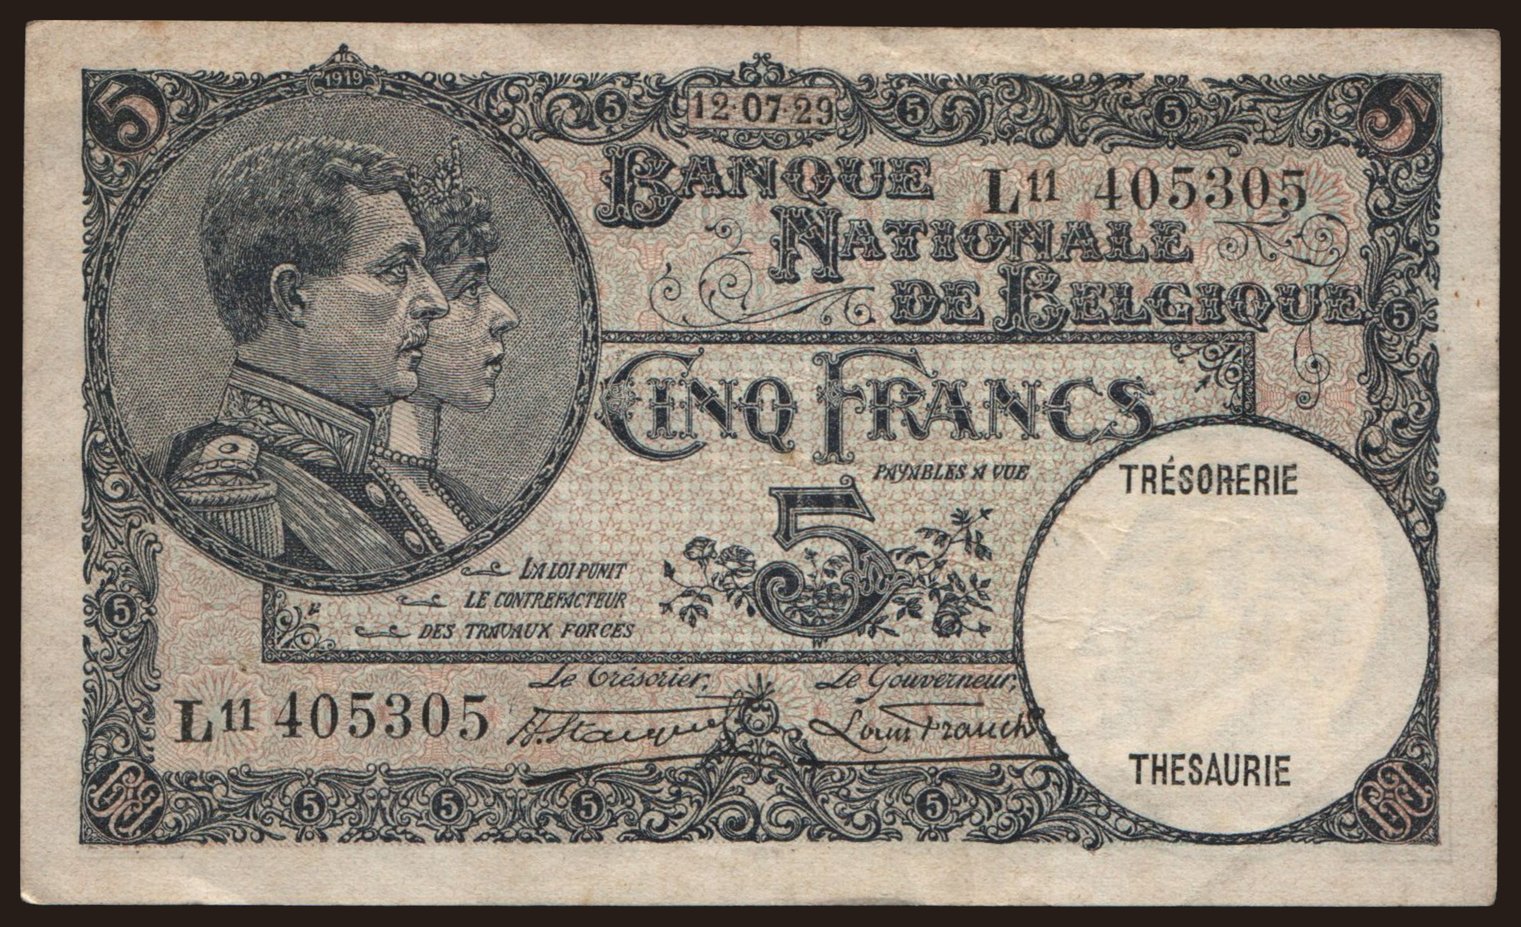 5 1919 5 12·07·29 5 5 5
BANQUE
L11 405305
NATIONALE
DE BELGIQUE
5
CINQ FRANCS
PAYABLES A VUE
TRÉSORERIE
5
LA LOI PUNIT
LE CONTREFACTEUR
5
DES TRAVAUX FORCÉS
Le Trésorier,
Le Gouverneur,
L11 405305
THESAURIE
5 5 5 5